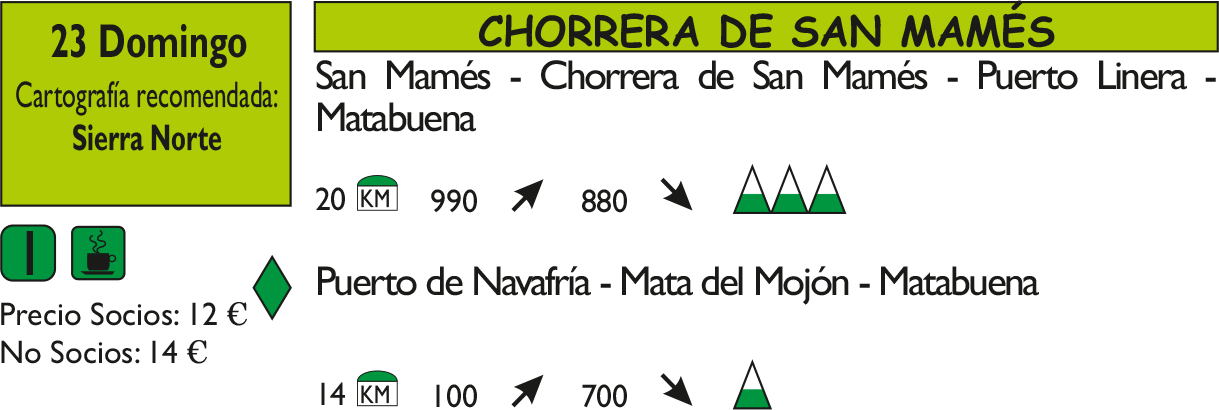 23 Domingo
Cartografía recomendada:
Sierra Norte
CHORRERA DE SAN MAMÉS
San Mamés - Chorrera de San Mamés - Puerto Linera -
Matabuena
20 KM 990 880
Puerto de Navafría - Mata del Mojón - Matabuena
Precio Socios: 12 €
No Socios: 14 €
14 KM 100 700